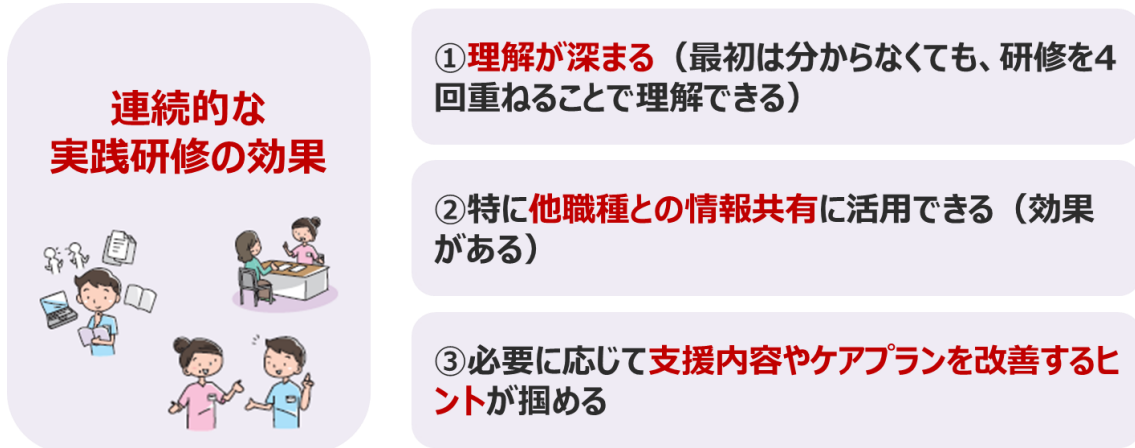 連続的な
実践研修の効果
①理解が深まる（最初は分からなくても、研修を4
回重ねることで理解できる）
②特に他職種との情報共有に活用できる（効果
がある）
③必要に応じて支援内容やケアプランを改善するヒ
ントが掴める